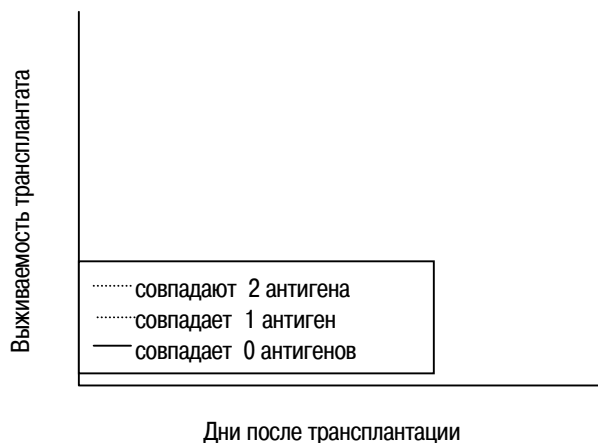 Выживаемость трансплантата
совпадают 2 антигена
совпадает 1 антиген
совпадает 0 антигенов
Дни после трансплантации